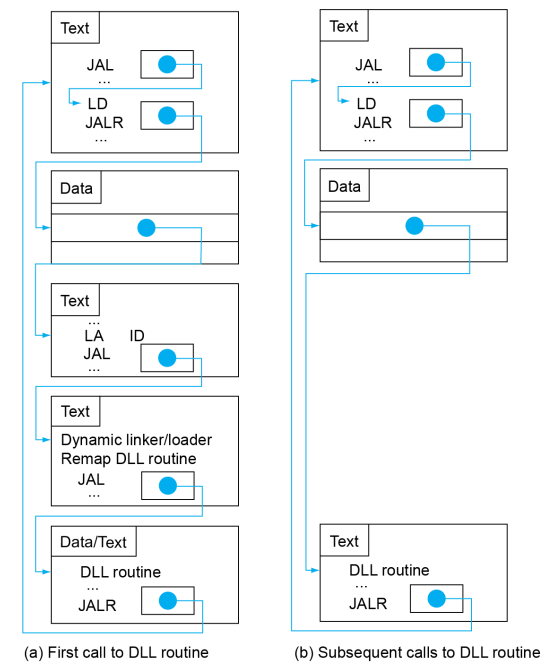 Text
JAL
...
LD
JALR
...
Data
Text
...
LA ID
JAL
...
Text
Dynamic linker/loader
Remap DLL routine
JAL
...
Data/Text
DLL routine
...
JALR
(a) First call to DLL routine
Text
JAL
...
LD
JALR
...
Data
Text
DLL routine
...
JALR
(b) Subsequent calls to DLL routine